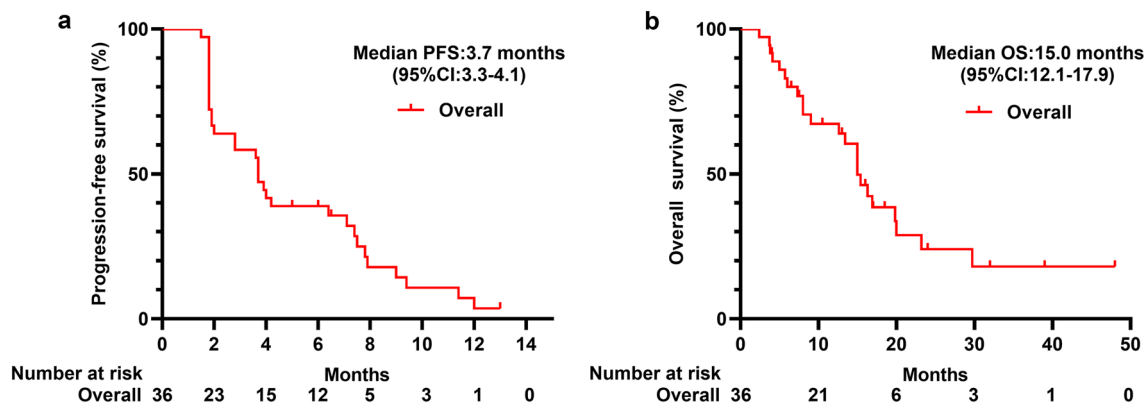 a
Progression-free survival (%)
100
50
0
Median PFS:3.7 months
(95%CI:3.3-4.1)
Overall
0 2 4 6 8 10 12 14
Months
Number at risk
Overall 36 23 15 12 5 3 1 0
b
Overall survival (%)
100
50
0
Median OS:15.0 months
(95%CI:12.1-17.9)
Overall
0 10 20 30 40 50
Months
Number at risk
Overall 36 21 6 3 1 0